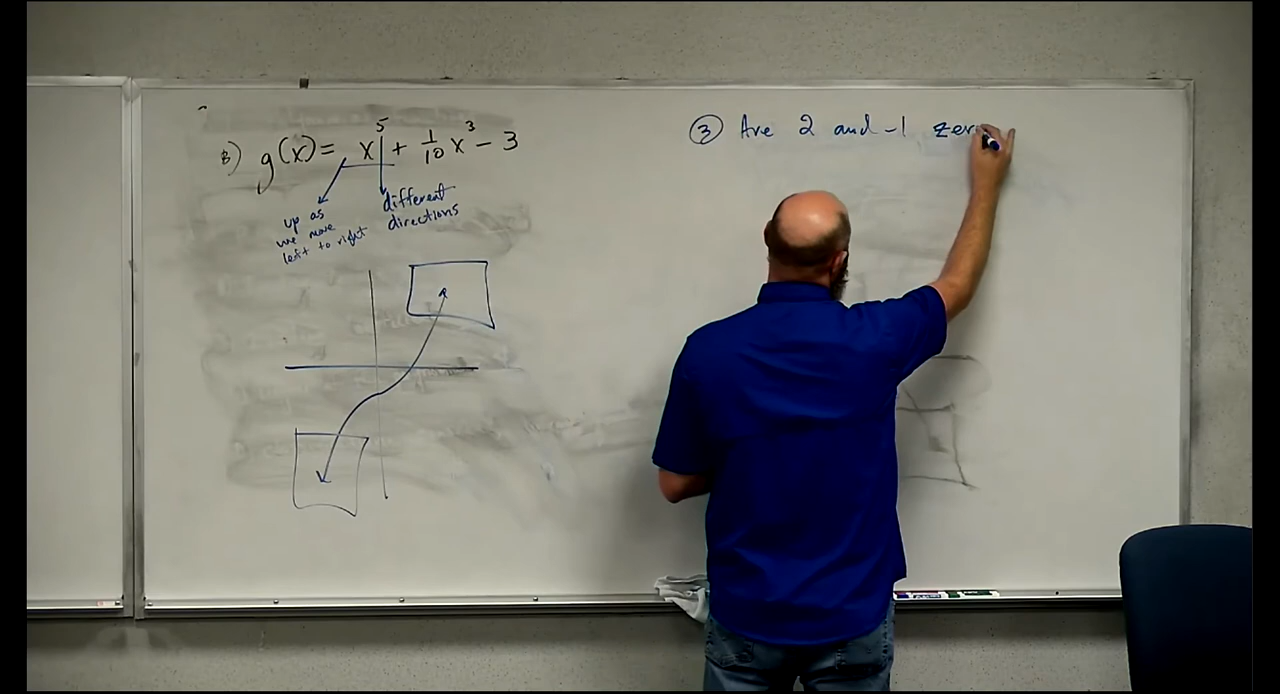 B) g(x) = x⁵ + 1/10 x³ - 3
up as
we move
left to right
different
directions
③ Are 2 and -1 zer